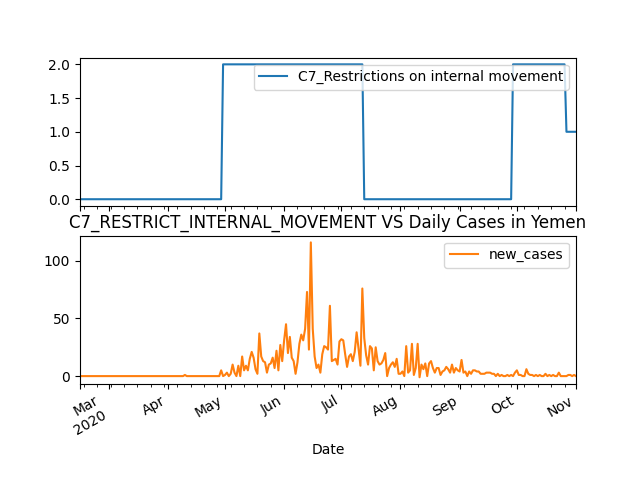 2.0
1.5
1.0
0.5
0.0
C7_Restrictions on internal movement
C7_RESTRICT_INTERNAL_MOVEMENT VS Daily Cases in Yemen
100
50
0
new_cases
Mar
2020
Apr
May
Jun
Jul
Aug
Sep
Oct
Nov
Date